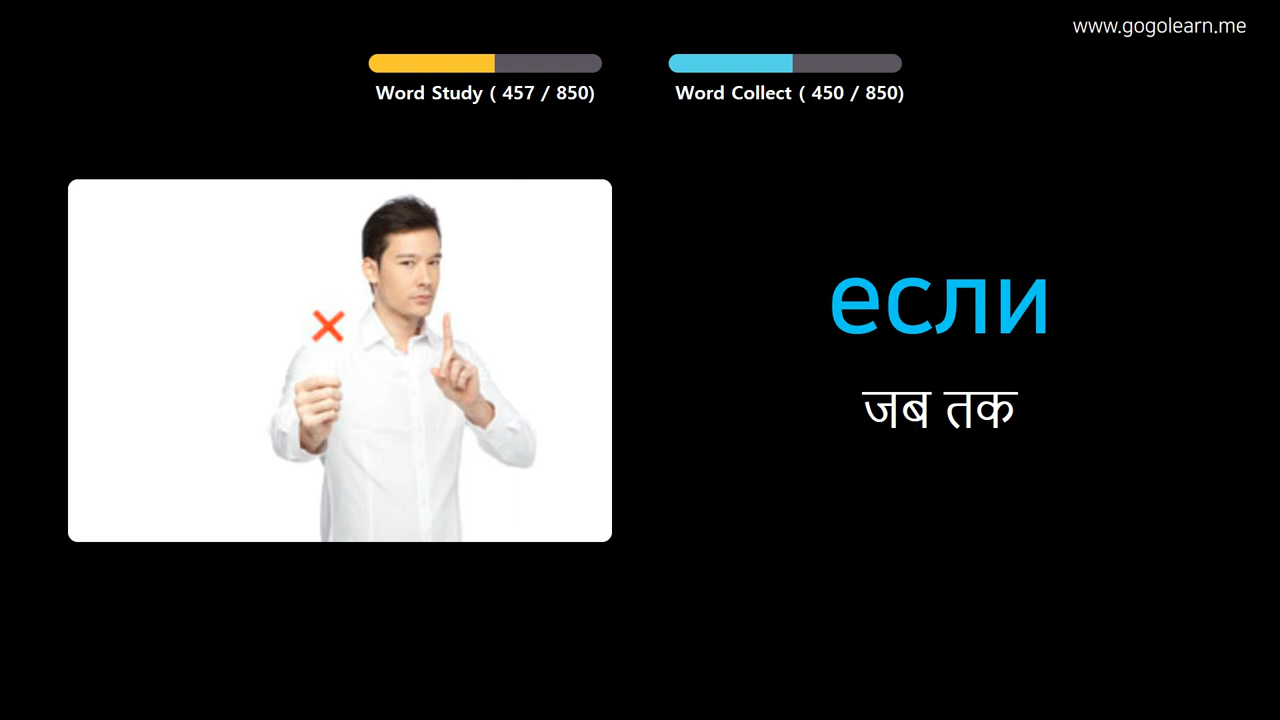 www.gogolearn.me
Word Study ( 457 / 850)
Word Collect ( 450 / 850)
если
जब तक